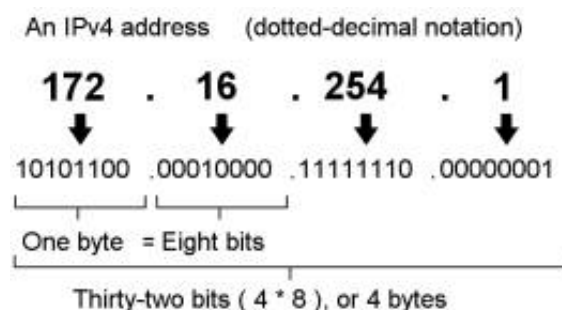 An IPv4 address (dotted-decimal notation)
172 . 16 . 254 . 1
10101100 .00010000 .11111110 .00000001
One byte = Eight bits
Thirty-two bits ( 4 * 8 ), or 4 bytes